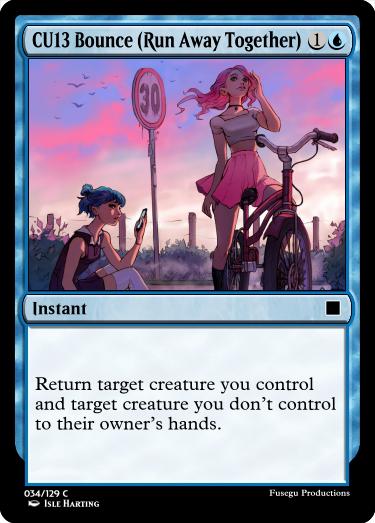 CU13 Bounce (Run Away Together) 1
30
Instant
Return target creature you control
and target creature you don't control
to their owner's hands.
034/129 C
Fusegu Productions
Isle Harting